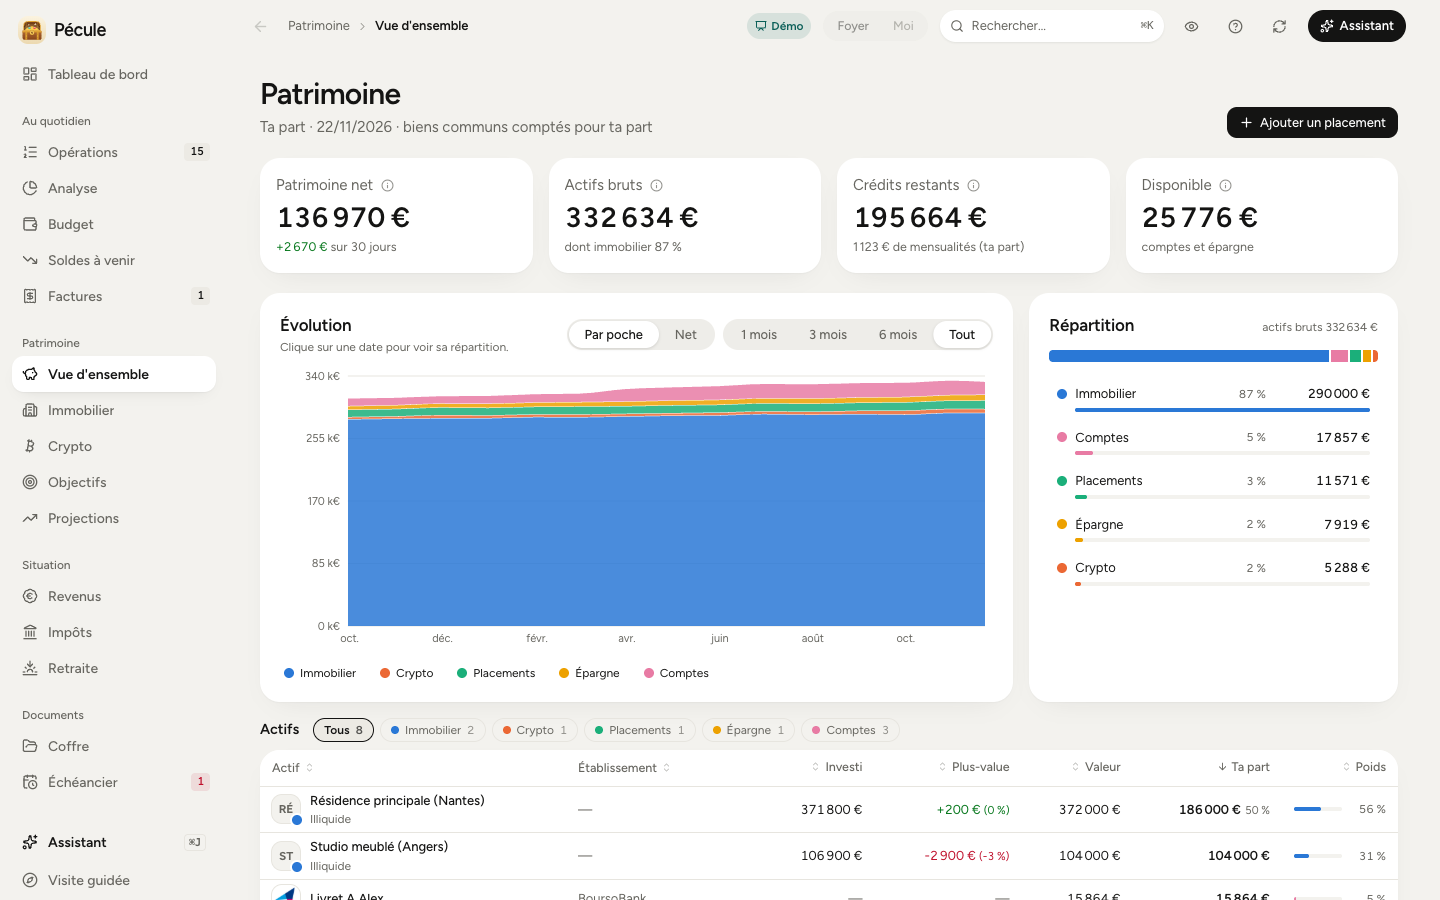 Pécule
Tableau de bord
Au quotidien
Opérations 15
Analyse
Budget
Soldes à venir
Factures 1
Patrimoine
Vue d'ensemble
Immobilier
Crypto
Objectifs
Projections
Situation
Revenus
Impôts
Retraite
Documents
Coffre
Échéancier 1
Assistant ⌘J
Visite guidée
Patrimoine > Vue d'ensemble
Démo
Foyer Moi
Rechercher... ⌘K
Assistant
Patrimoine
Ta part · 22/11/2026 · biens communs comptés pour ta part
+ Ajouter un placement
Patrimoine net
136 970 €
+2 670 € sur 30 jours
Actifs bruts
332 634 €
dont immobilier 87 %
Crédits restants
195 664 €
1 123 € de mensualités (ta part)
Disponible
25 776 €
comptes et épargne
Évolution
Clique sur une date pour voir sa répartition.
Par poche Net
1 mois 3 mois 6 mois Tout
340 k€
255 k€
170 k€
85 k€
0 k€
oct. déc. févr. avr. juin août oct.
Immobilier Crypto Placements Épargne Comptes
Répartition actifs bruts 332 634 €
Immobilier 87 % 290 000 €
Comptes 5 % 17 857 €
Placements 3 % 11 571 €
Épargne 2 % 7 919 €
Crypto 2 % 5 288 €
Actifs Tous 8 Immobilier 2 Crypto 1 Placements 1 Épargne 1 Comptes 3
Actif Établissement Investi Plus-value Valeur ↓ Ta part Poids
RÉ Résidence principale (Nantes) — 371 800 € +200 € (0 %) 372 000 € 186 000 € 50 % 56 %
Illiquide
ST Studio meublé (Angers) — 106 900 € -2 900 € (-3 %) 104 000 € 104 000 € 31 %
Illiquide
Livret A Alex BoursoBank — — 15 864 € 15 864 € 5 %